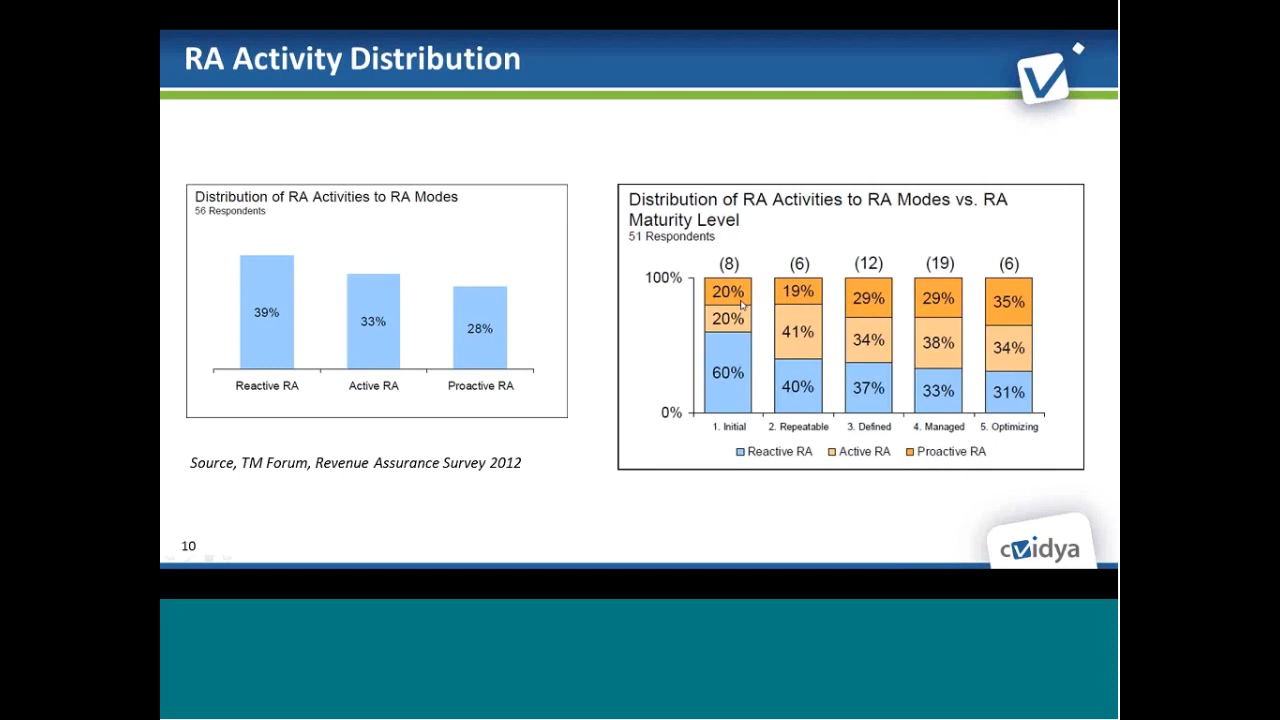 RA Activity Distribution
Distribution of RA Activities to RA Modes
56 Respondents
39%
33%
28%
Reactive RA
Active RA
Proactive RA
Source, TM Forum, Revenue Assurance Survey 2012
Distribution of RA Activities to RA Modes vs. RA
Maturity Level
51 Respondents
(8) (6) (12) (19) (6)
100%
20% 19% 29% 29% 35%
20% 41% 34% 38% 34%
60% 40% 37% 33% 31%
0%
1. Initial 2. Repeatable 3. Defined 4. Managed 5. Optimizing
Reactive RA Active RA Proactive RA
10
cvidya